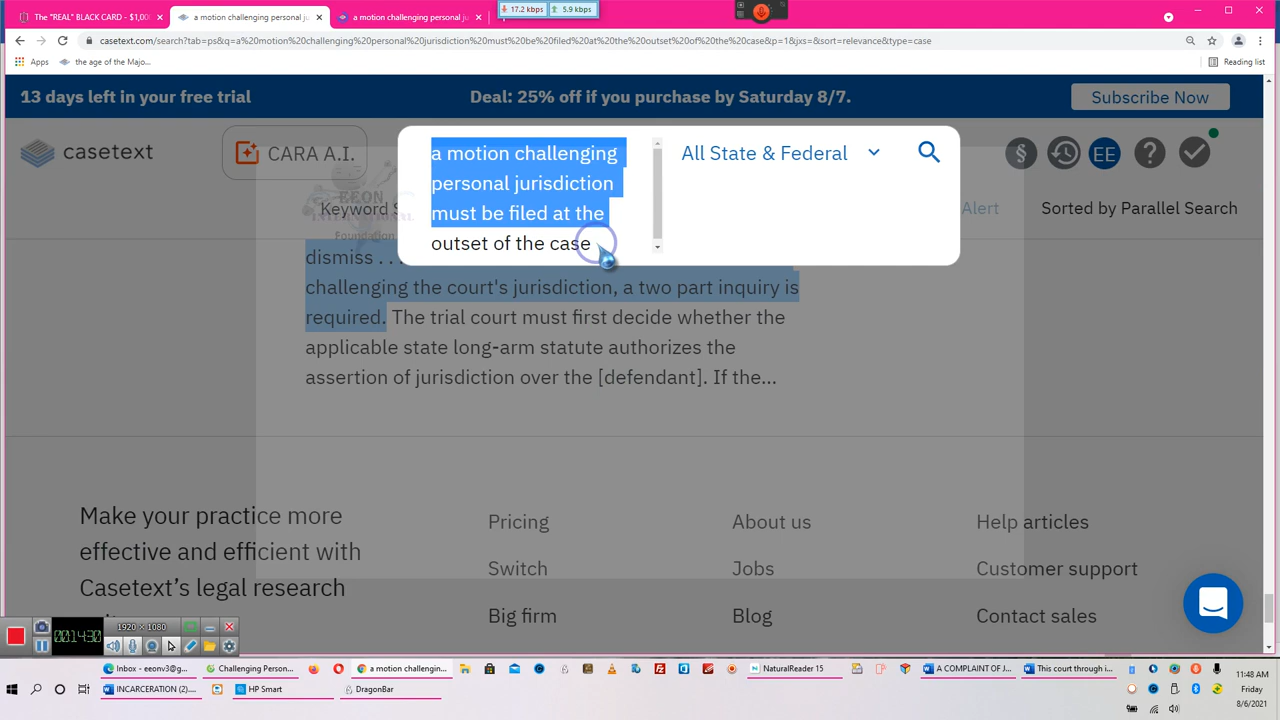 The "REAL" BLACK CARD - $1,000
a motion challenging personal ju
a motion challenging personal ju
17.2 kbps
5.9 kbps
casetext.com/search?tab=ps&q=a%20motion%20challenging%20personal%20jurisdiction%20must%20be%20filed%20at%20the%20outset%20of%20the%20case&p=1&jxs=&sort=relevance&type=case
Apps
the age of the Majo...
Reading list
13 days left in your free trial
Deal: 25% off if you purchase by Saturday 8/7.
Subscribe Now
casetext
CARA A.I.
a motion challenging
personal jurisdiction
must be filed at the
outset of the case
All State & Federal
§
EE
?
EEON
Foundation
Keyword S
Alert
Sorted by Parallel Search
dismiss . . .
challenging the court's jurisdiction, a two part inquiry is
required. The trial court must first decide whether the
applicable state long-arm statute authorizes the
assertion of jurisdiction over the [defendant]. If the...
Make your practice more
effective and efficient with
Casetext's legal research
Pricing
Switch
Big firm
About us
Jobs
Blog
Help articles
Customer support
Contact sales
00:14:30
1920 × 1080
Inbox - eeonv3@g...
Challenging Person...
a motion challengin...
NaturalReader 15
A COMPLAINT OF J...
This court through i...
INCARCERATION (2)....
HP Smart
DragonBar
11:48 AM
Friday
8/6/2021